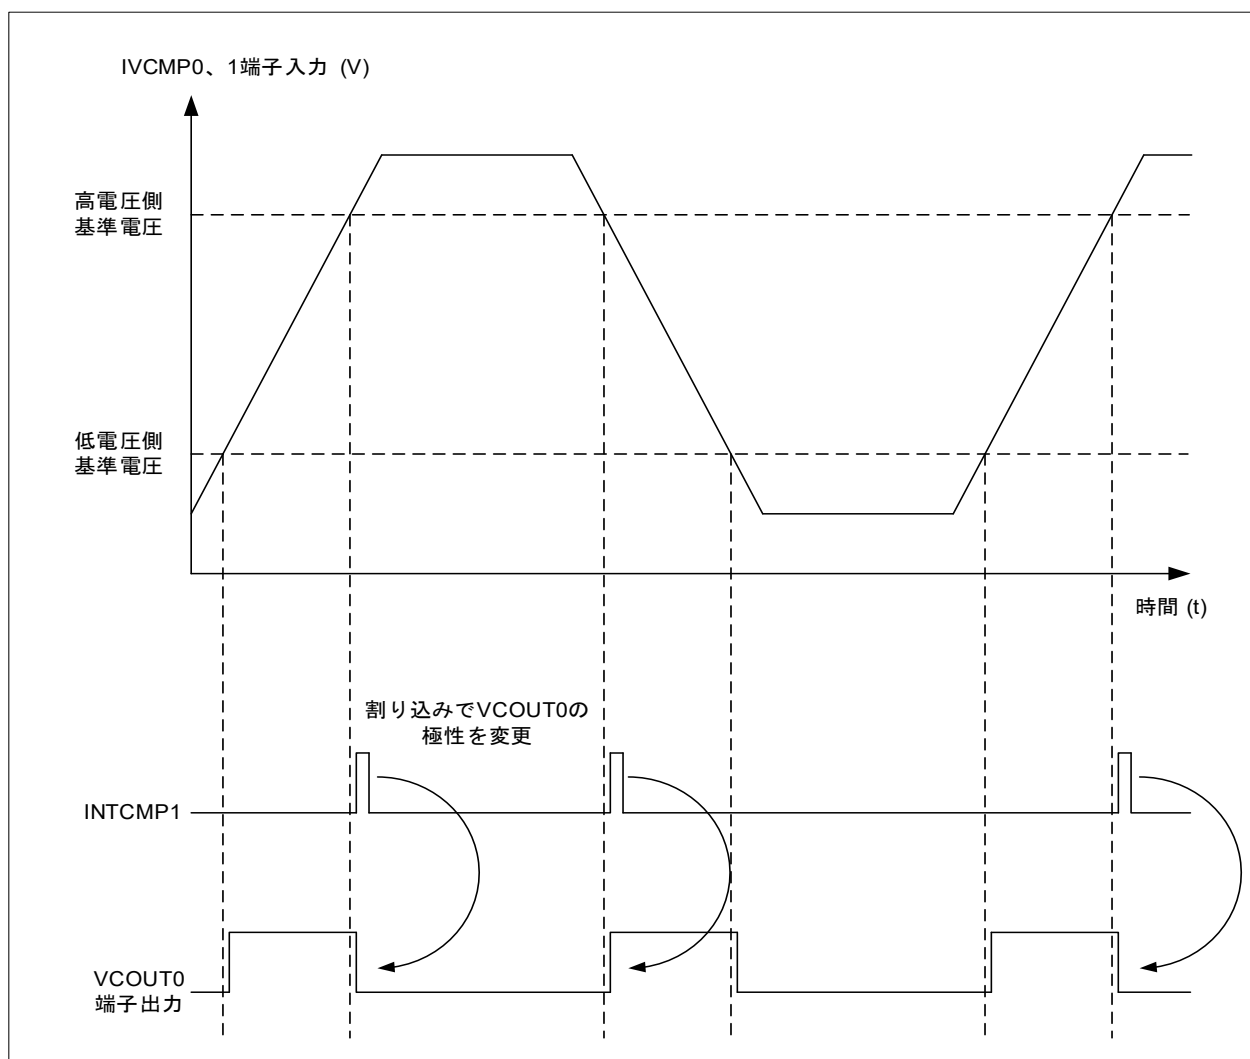 IVCMP0、1端子入力 (V)
高電圧側
基準電圧
低電圧側
基準電圧
時間 (t)
割り込みでVCOUT0の
極性を変更
INTCMP1
VCOUT0
端子出力